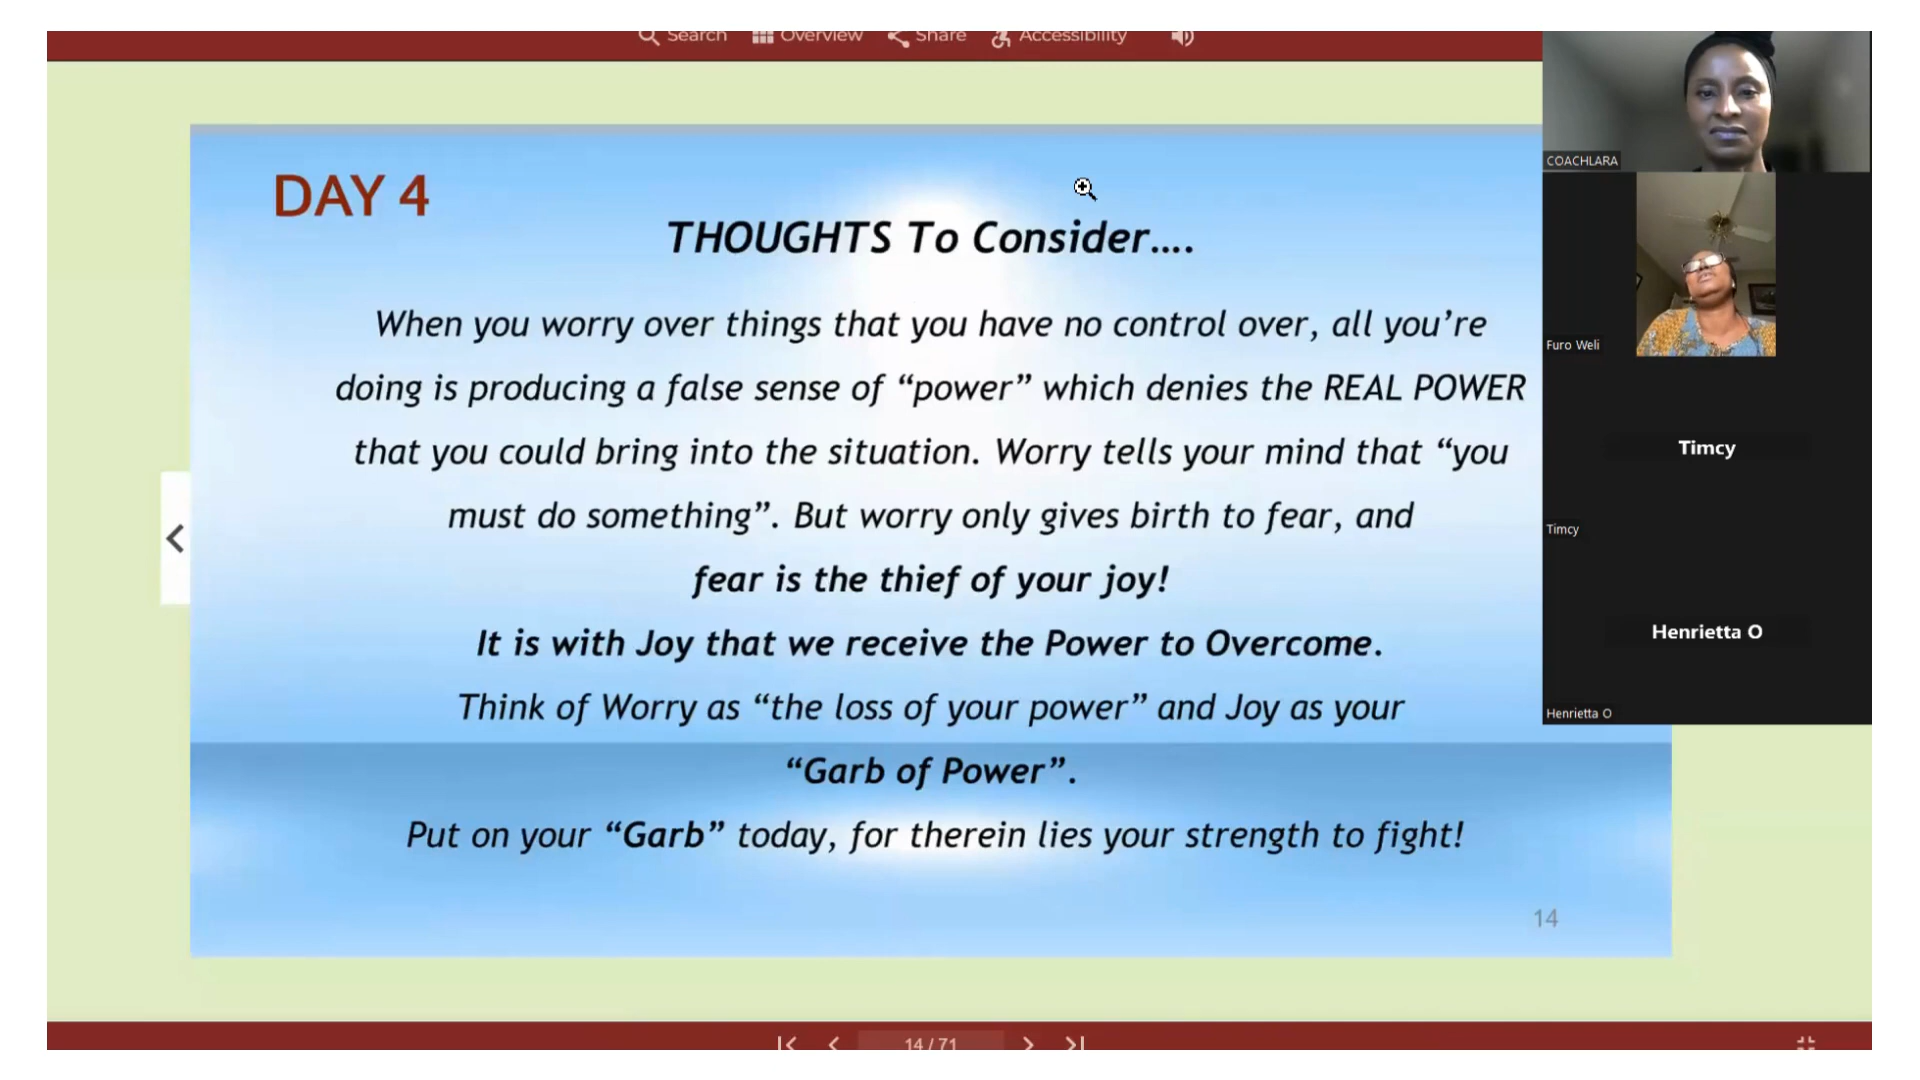 Search Overview Share Accessibility
DAY 4
THOUGHTS To Consider....
When you worry over things that you have no control over, all you’re
doing is producing a false sense of “power” which denies the REAL POWER
that you could bring into the situation. Worry tells your mind that “you
must do something”. But worry only gives birth to fear, and
fear is the thief of your joy!
It is with Joy that we receive the Power to Overcome.
Think of Worry as “the loss of your power” and Joy as your
“Garb of Power”.
Put on your “Garb” today, for therein lies your strength to fight!
14
14 / 71
COACHLARA
Furo Weli
Timcy
Timcy
Henrietta O
Henrietta O